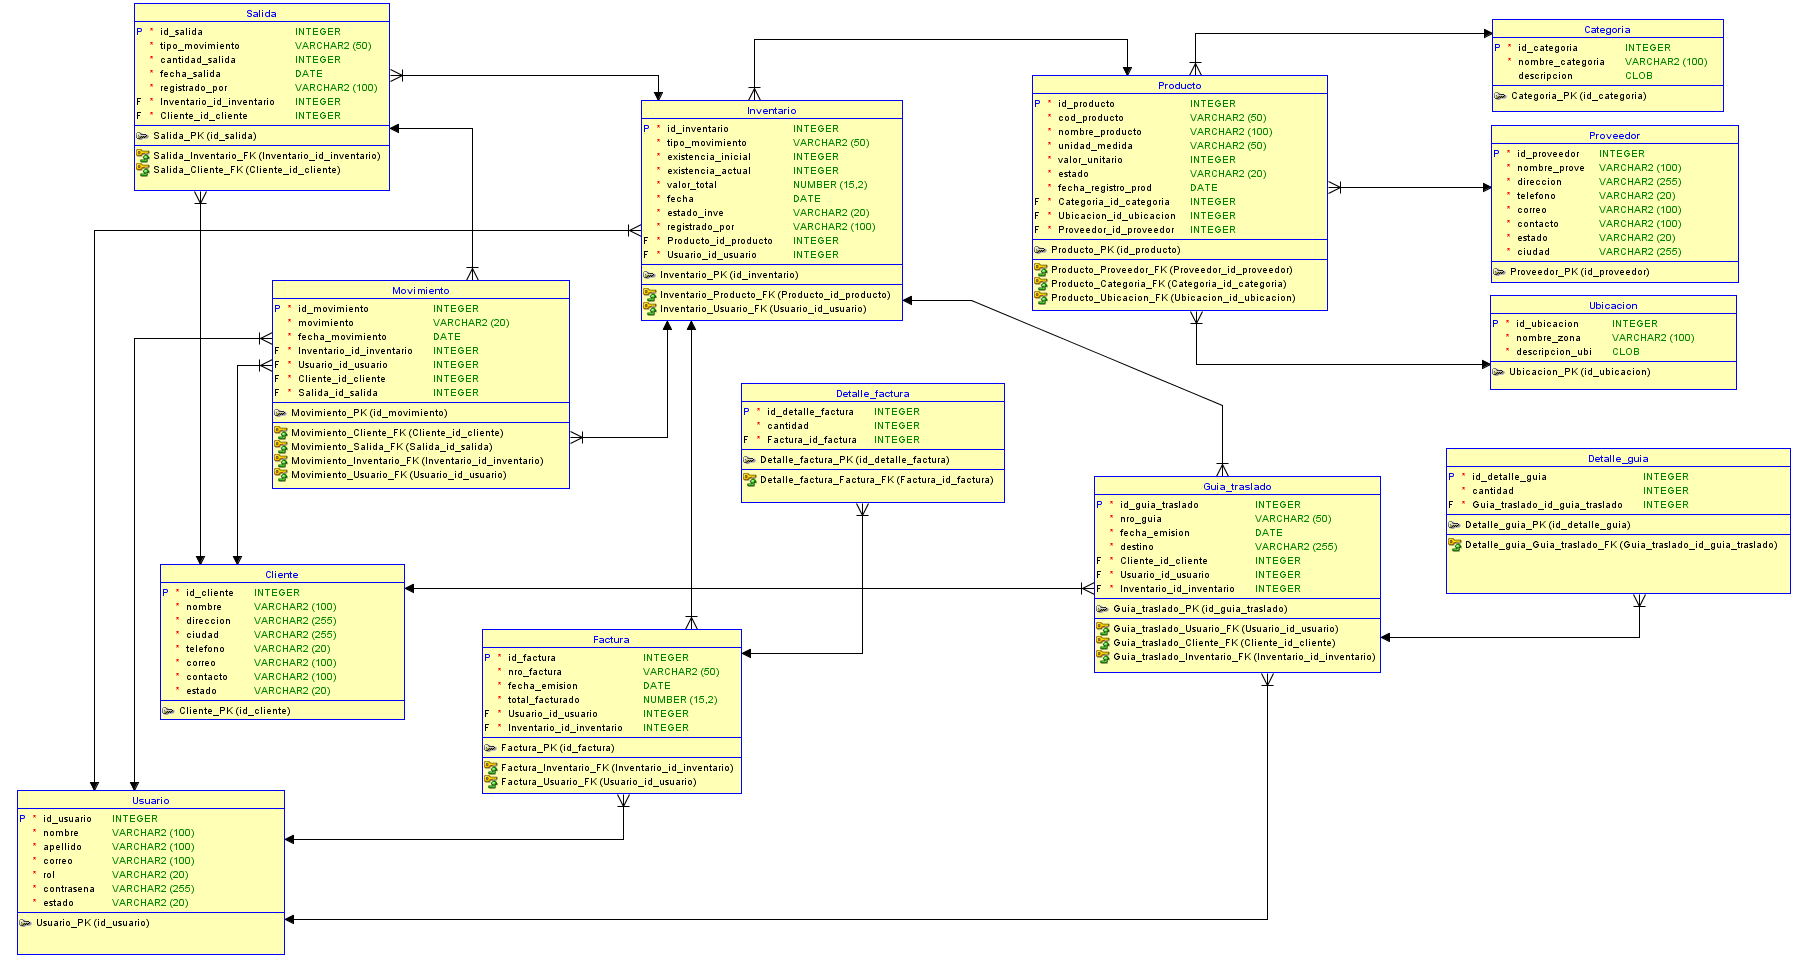 Salida
P * id_salida INTEGER
* tipo_movimiento VARCHAR2 (50)
* cantidad_salida INTEGER
* fecha_salida DATE
* registrado_por VARCHAR2 (100)
F * Inventario_id_inventario INTEGER
F * Cliente_id_cliente INTEGER
Salida_PK (id_salida)
Salida_Inventario_FK (Inventario_id_inventario)
Salida_Cliente_FK (Cliente_id_cliente)
Inventario
P * id_inventario INTEGER
* tipo_movimiento VARCHAR2 (50)
* existencia_inicial INTEGER
* existencia_actual INTEGER
* valor_total NUMBER (15,2)
* fecha DATE
* estado_inve VARCHAR2 (20)
* registrado_por VARCHAR2 (100)
F * Producto_id_producto INTEGER
F * Usuario_id_usuario INTEGER
Inventario_PK (id_inventario)
Inventario_Producto_FK (Producto_id_producto)
Inventario_Usuario_FK (Usuario_id_usuario)
Producto
P * id_producto INTEGER
* cod_producto VARCHAR2 (50)
* nombre_producto VARCHAR2 (100)
* unidad_medida VARCHAR2 (50)
* valor_unitario INTEGER
* estado VARCHAR2 (20)
* fecha_registro_prod DATE
F * Categoria_id_categoria INTEGER
F * Ubicacion_id_ubicacion INTEGER
F * Proveedor_id_proveedor INTEGER
Producto_PK (id_producto)
Producto_Proveedor_FK (Proveedor_id_proveedor)
Producto_Categoria_FK (Categoria_id_categoria)
Producto_Ubicacion_FK (Ubicacion_id_ubicacion)
Categoria
P * id_categoria INTEGER
* nombre_categoria VARCHAR2 (100)
descripcion CLOB
Categoria_PK (id_categoria)
Proveedor
P * id_proveedor INTEGER
* nombre_prove VARCHAR2 (100)
* direccion VARCHAR2 (255)
* telefono VARCHAR2 (20)
* correo VARCHAR2 (100)
* contacto VARCHAR2 (100)
* estado VARCHAR2 (20)
* ciudad VARCHAR2 (255)
Proveedor_PK (id_proveedor)
Ubicacion
P * id_ubicacion INTEGER
* nombre_zona VARCHAR2 (100)
* descripcion_ubi CLOB
Ubicacion_PK (id_ubicacion)
Movimiento
P * id_movimiento INTEGER
* movimiento VARCHAR2 (20)
* fecha_movimiento DATE
F * Inventario_id_inventario INTEGER
F * Usuario_id_usuario INTEGER
F * Cliente_id_cliente INTEGER
F * Salida_id_salida INTEGER
Movimiento_PK (id_movimiento)
Movimiento_Cliente_FK (Cliente_id_cliente)
Movimiento_Salida_FK (Salida_id_salida)
Movimiento_Inventario_FK (Inventario_id_inventario)
Movimiento_Usuario_FK (Usuario_id_usuario)
Detalle_factura
P * id_detalle_factura INTEGER
* cantidad INTEGER
F * Factura_id_factura INTEGER
Detalle_factura_PK (id_detalle_factura)
Detalle_factura_Factura_FK (Factura_id_factura)
Guia_traslado
P * id_guia_traslado INTEGER
* nro_guia VARCHAR2 (50)
* fecha_emision DATE
* destino VARCHAR2 (255)
F * Cliente_id_cliente INTEGER
F * Usuario_id_usuario INTEGER
F * Inventario_id_inventario INTEGER
Guia_traslado_PK (id_guia_traslado)
Guia_traslado_Usuario_FK (Usuario_id_usuario)
Guia_traslado_Cliente_FK (Cliente_id_cliente)
Guia_traslado_Inventario_FK (Inventario_id_inventario)
Detalle_guia
P * id_detalle_guia INTEGER
* cantidad INTEGER
F * Guia_traslado_id_guia_traslado INTEGER
Detalle_guia_PK (id_detalle_guia)
Detalle_guia_Guia_traslado_FK (Guia_traslado_id_guia_traslado)
Cliente
P * id_cliente INTEGER
* nombre VARCHAR2 (100)
* direccion VARCHAR2 (255)
* ciudad VARCHAR2 (255)
* telefono VARCHAR2 (20)
* correo VARCHAR2 (100)
* contacto VARCHAR2 (100)
* estado VARCHAR2 (20)
Cliente_PK (id_cliente)
Factura
P * id_factura INTEGER
* nro_factura VARCHAR2 (50)
* fecha_emision DATE
* total_facturado NUMBER (15,2)
F * Usuario_id_usuario INTEGER
F * Inventario_id_inventario INTEGER
Factura_PK (id_factura)
Factura_Inventario_FK (Inventario_id_inventario)
Factura_Usuario_FK (Usuario_id_usuario)
Usuario
P * id_usuario INTEGER
* nombre VARCHAR2 (100)
* apellido VARCHAR2 (100)
* correo VARCHAR2 (100)
* rol VARCHAR2 (20)
* contrasena VARCHAR2 (255)
* estado VARCHAR2 (20)
Usuario_PK (id_usuario)